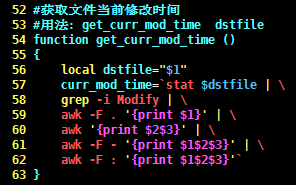 52 #获取文件当前修改时间
53 #用法: get_curr_mod_time  dstfile
54 function get_curr_mod_time ()
55 {
56     local dstfile="$1"
57     curr_mod_time=`stat $dstfile | \
58     grep -i Modify | \
59     awk -F . '{print $1}' | \
60     awk '{print $2$3}' | \
61     awk -F - '{print $1$2$3}' | \
62     awk -F : '{print $1$2$3}'`
63 }